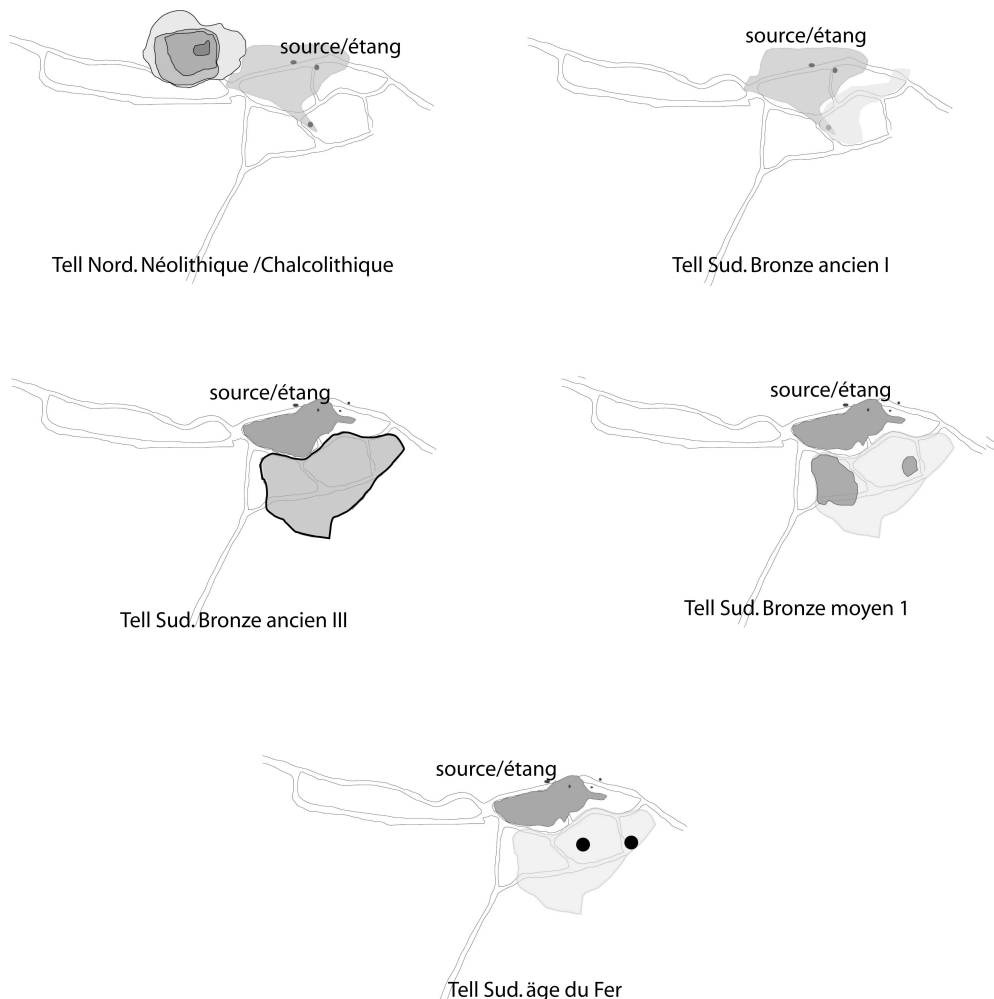 source/étang
source/étang
Tell Nord. Néolithique /Chalcolithique
Tell Sud. Bronze ancien I
source/étang
source/étang
Tell Sud. Bronze ancien III
Tell Sud. Bronze moyen 1
source/étang
Tell Sud. äge du Fer